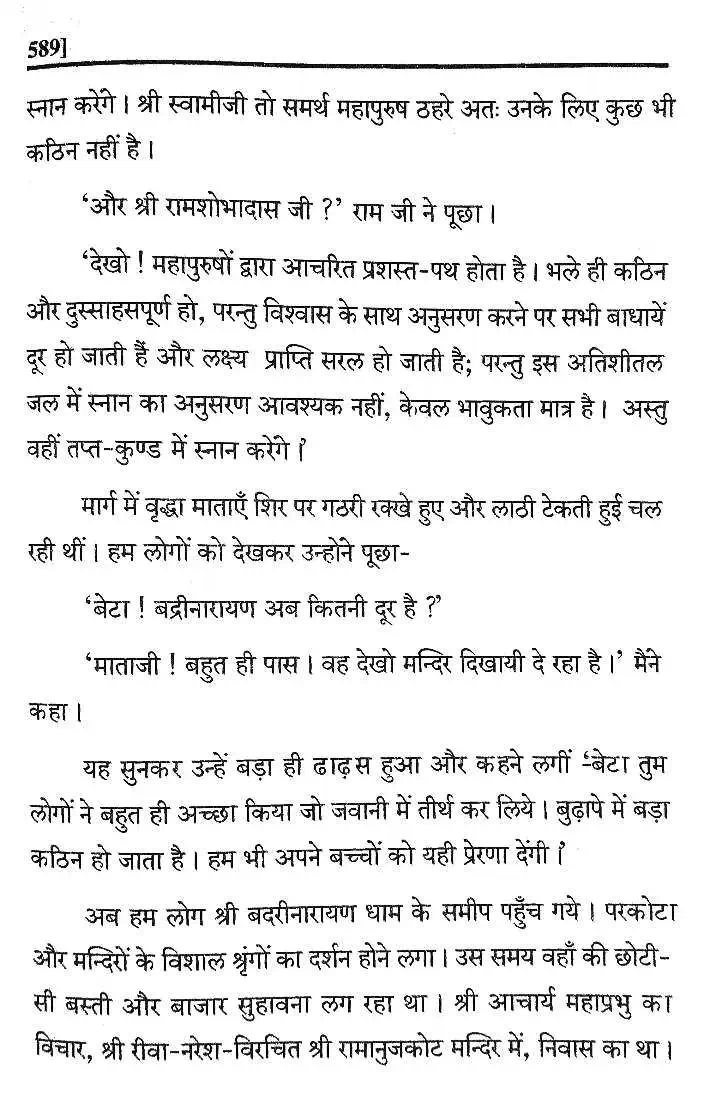 589]
स्नान करेंगे । श्री स्वामीजी तो समर्थ महापुरुष ठहरे अतः उनके लिए कुछ भी
कठिन नहीं है ।
‘और श्री रामशोभादास जी ?’ राम जी ने पूछा ।
‘देखो ! महापुरुषों द्वारा आचरित प्रशस्त-पथ होता है । भले ही कठिन
और दुस्साहसपूर्ण हो, परन्तु विश्वास के साथ अनुसरण करने पर सभी बाधायें
दूर हो जाती हैं और लक्ष्य प्राप्ति सरल हो जाती है; परन्तु इस अतिशीतल
जल में स्नान का अनुसरण आवश्यक नहीं, केवल भावुकता मात्र है । अस्तु
वहीं तप्त-कुण्ड में स्नान करेंगे ।’
मार्ग में वृद्धा माताएँ शिर पर गठरी रक्खे हुए और लाठी टेकती हुई चल
रही थीं । हम लोगों को देखकर उन्होने पूछा-
‘बेटा ! बद्रीनारायण अब कितनी दूर है ?’
‘माताजी ! बहुत ही पास । वह देखो मन्दिर दिखायी दे रहा है ।’ मैंने
कहा ।
यह सुनकर उन्हें बड़ा ही ढाढ़स हुआ और कहने लगीं ‘-बेटा तुम
लोगों ने बहुत ही अच्छा किया जो जवानी में तीर्थ कर लिये । बुढ़ापे में बड़ा
कठिन हो जाता है । हम भी अपने बच्चों को यही प्रेरणा देंगी ।’
अब हम लोग श्री बदरीनारायण धाम के समीप पहुँच गये । परकोटा
और मन्दिरों के विशाल श्रृंगों का दर्शन होने लगा । उस समय वहाँ की छोटी-
सी बस्ती और बाजार सुहावना लग रहा था । श्री आचार्य महाप्रभु का
विचार, श्री रीवा-नरेश-विरचित श्री रामानुजकोट मन्दिर में, निवास का था ।